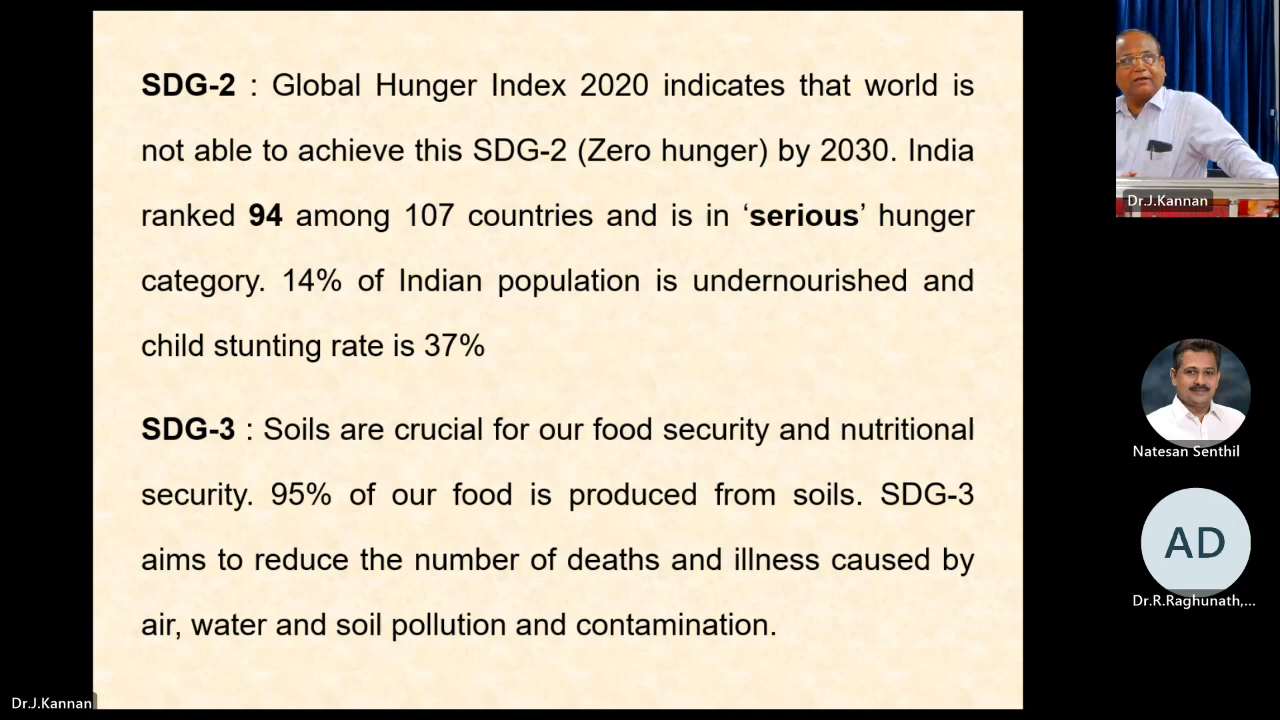 SDG-2 : Global Hunger Index 2020 indicates that world is
not able to achieve this SDG-2 (Zero hunger) by 2030. India
ranked 94 among 107 countries and is in ‘serious’ hunger
category. 14% of Indian population is undernourished and
child stunting rate is 37%
SDG-3 : Soils are crucial for our food security and nutritional
security. 95% of our food is produced from soils. SDG-3
aims to reduce the number of deaths and illness caused by
air, water and soil pollution and contamination.
Dr.J.Kannan
Natesan Senthil
AD
Dr.R.Raghunath,...
Dr.J.Kannan